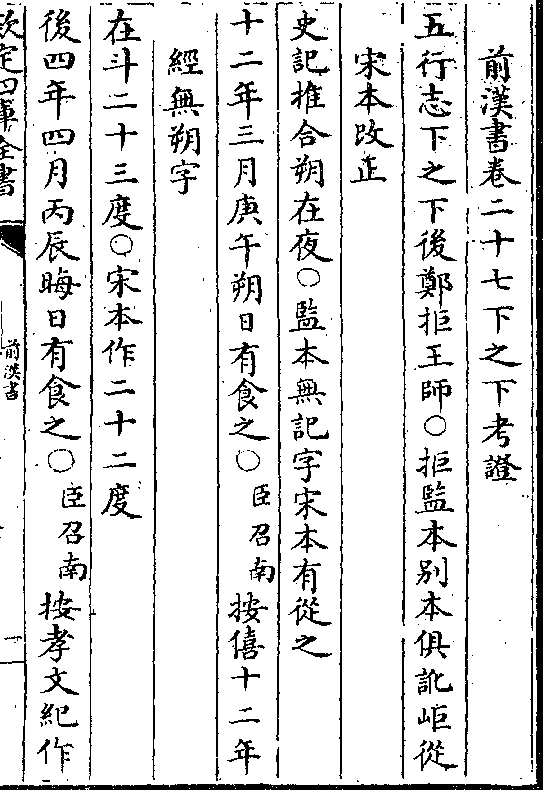 前漢書卷二十七下之下考證
五行志下之下後鄭拒王師○拒監本别本俱訛岠從
宋本改正
史記推合朔在夜○監本無記字宋本有從之
十二年三月庚午朔日有食之○臣召南按僖十二年
經無朔字
在斗二十三度○宋本作二十二度
後四年四月丙辰晦日有食之○臣召南按孝文紀作
欽定四庫全書
前漢書